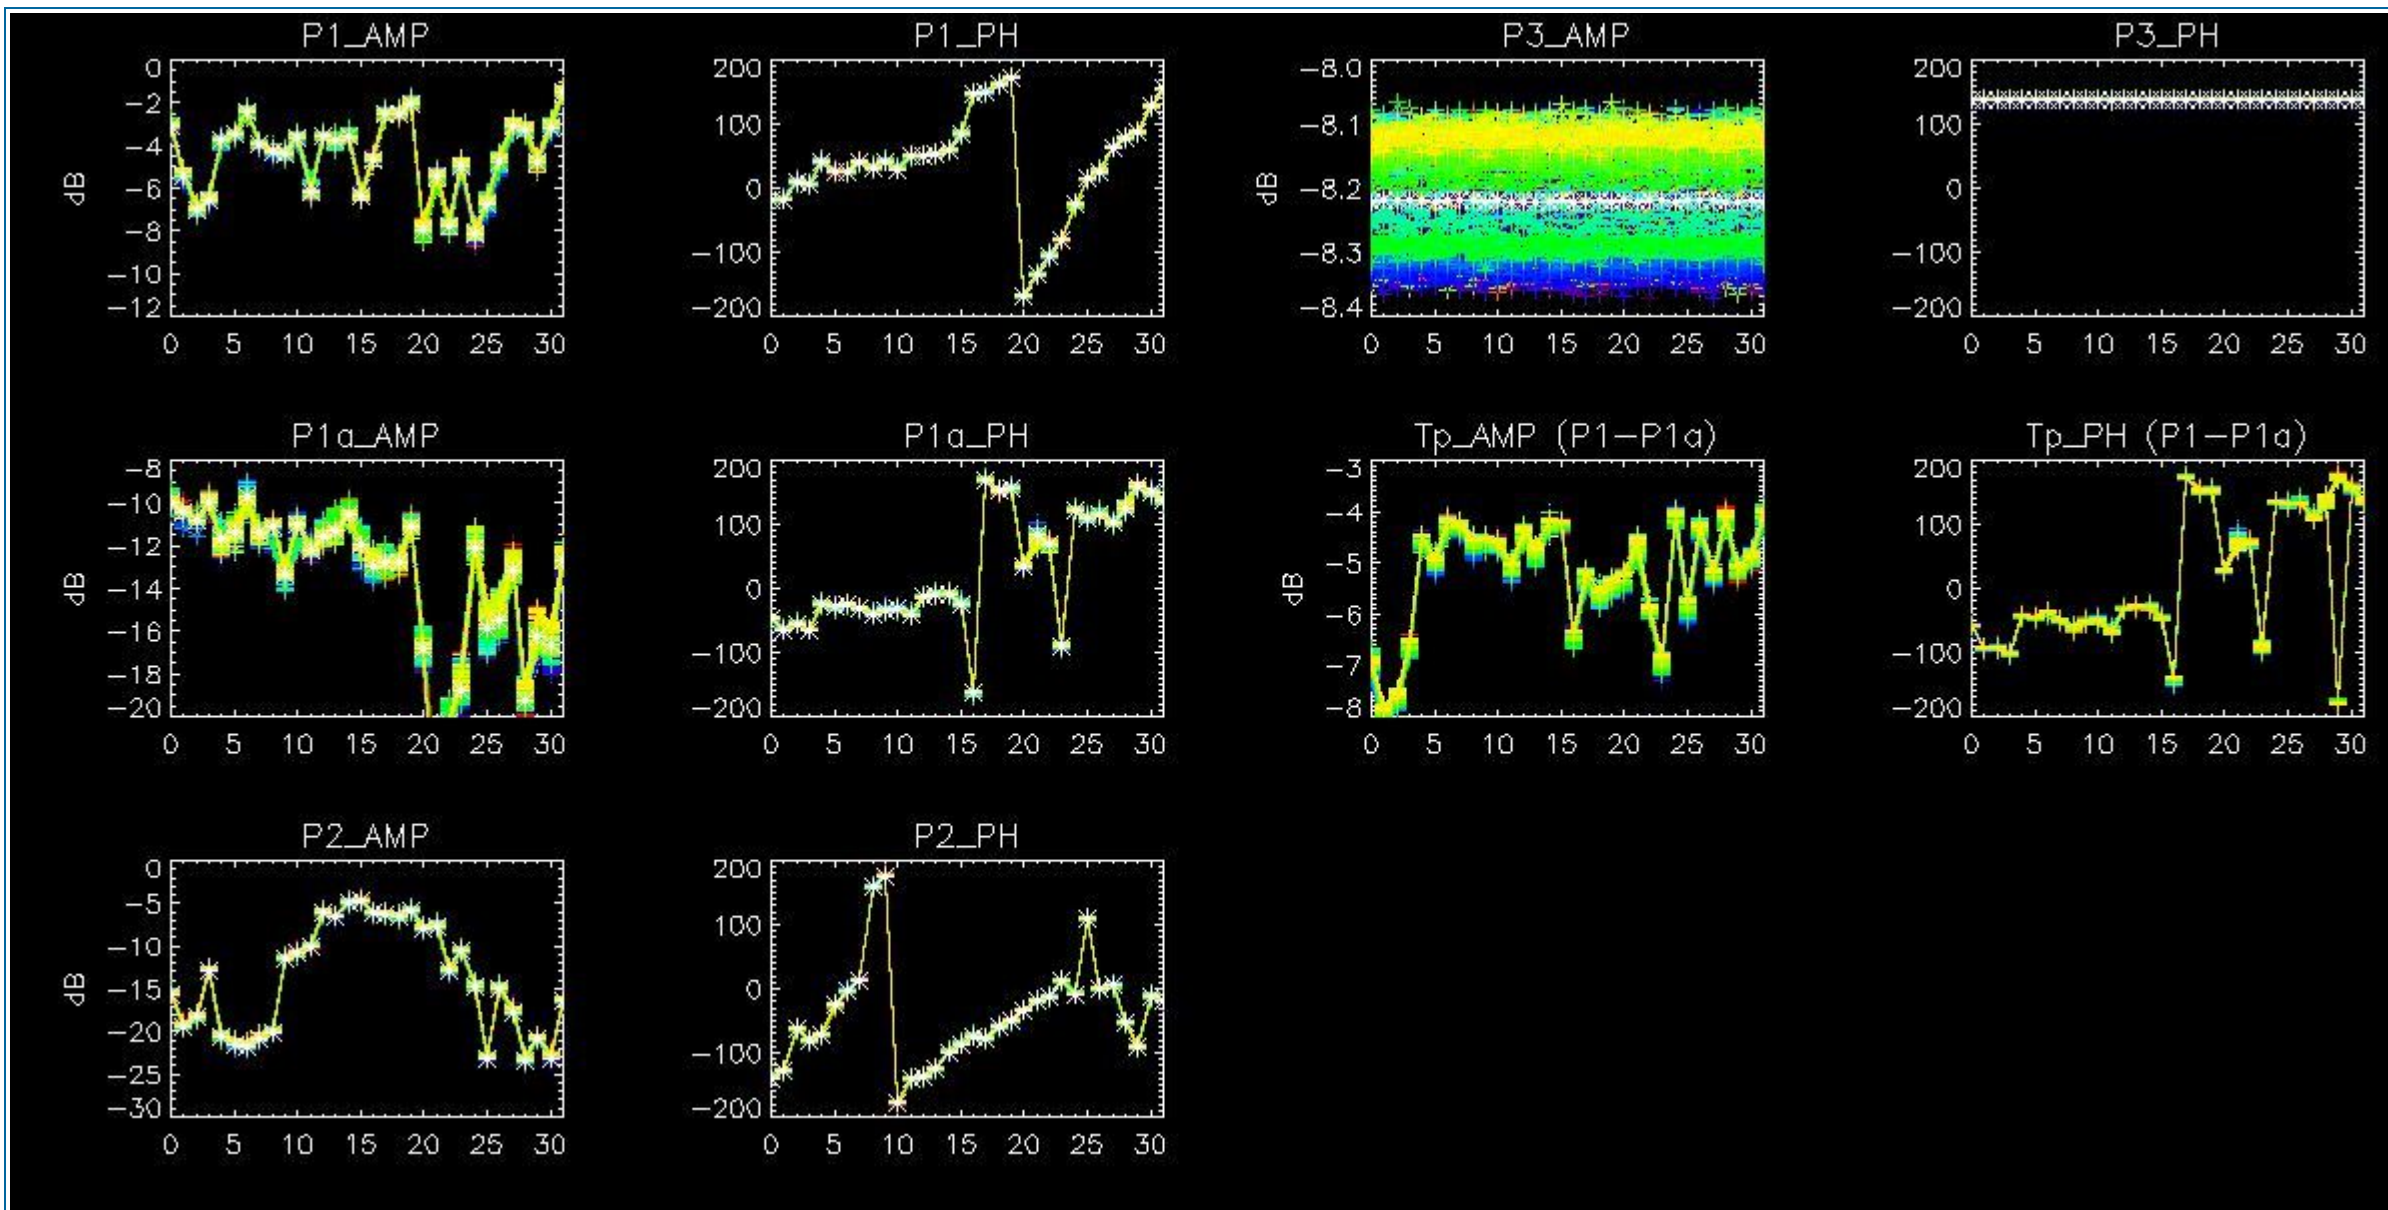 P1_AMP P1_PH P3_AMP P3_PH
0 200 −8.0 200
−2 100 −8.1 100
−4 0 −8.2 0
dB −6 −100 dB −8.3 −100
−8 −200 −8.4 −200
−10
−12
0 5 10 15 20 25 30 0 5 10 15 20 25 30 0 5 10 15 20 25 30 0 5 10 15 20 25 30
P1a_AMP P1a_PH Tp_AMP (P1−P1a) Tp_PH (P1−P1a)
−8 200 −3 200
−10 100 −4 100
−12 0 −5 0
dB −14 −100 dB −6 −100
−16 −200 −7 −200
−18 −8
−20
0 5 10 15 20 25 30 0 5 10 15 20 25 30 0 5 10 15 20 25 30 0 5 10 15 20 25 30
P2_AMP P2_PH
0 200
−5 100
−10 0
dB −15 −100
−20 −200
−25
−30
0 5 10 15 20 25 30 0 5 10 15 20 25 30